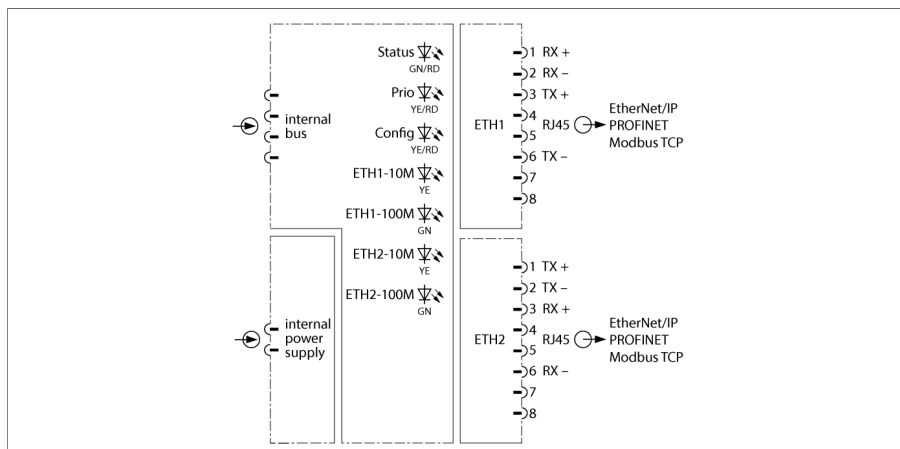 Status
GN/RD
Prio
YE/RD
Config
YE/RD
ETH1-10M
YE
ETH1-100M
GN
ETH2-10M
YE
ETH2-100M
GN
internal
bus
internal
power
supply
ETH1
1 RX +
2 RX –
3 TX +
4
5
6 TX –
7
8
RJ45
EtherNet/IP
PROFINET
Modbus TCP
ETH2
1 TX +
2 TX –
3 RX +
4
5
6 RX –
7
8
RJ45
EtherNet/IP
PROFINET
Modbus TCP